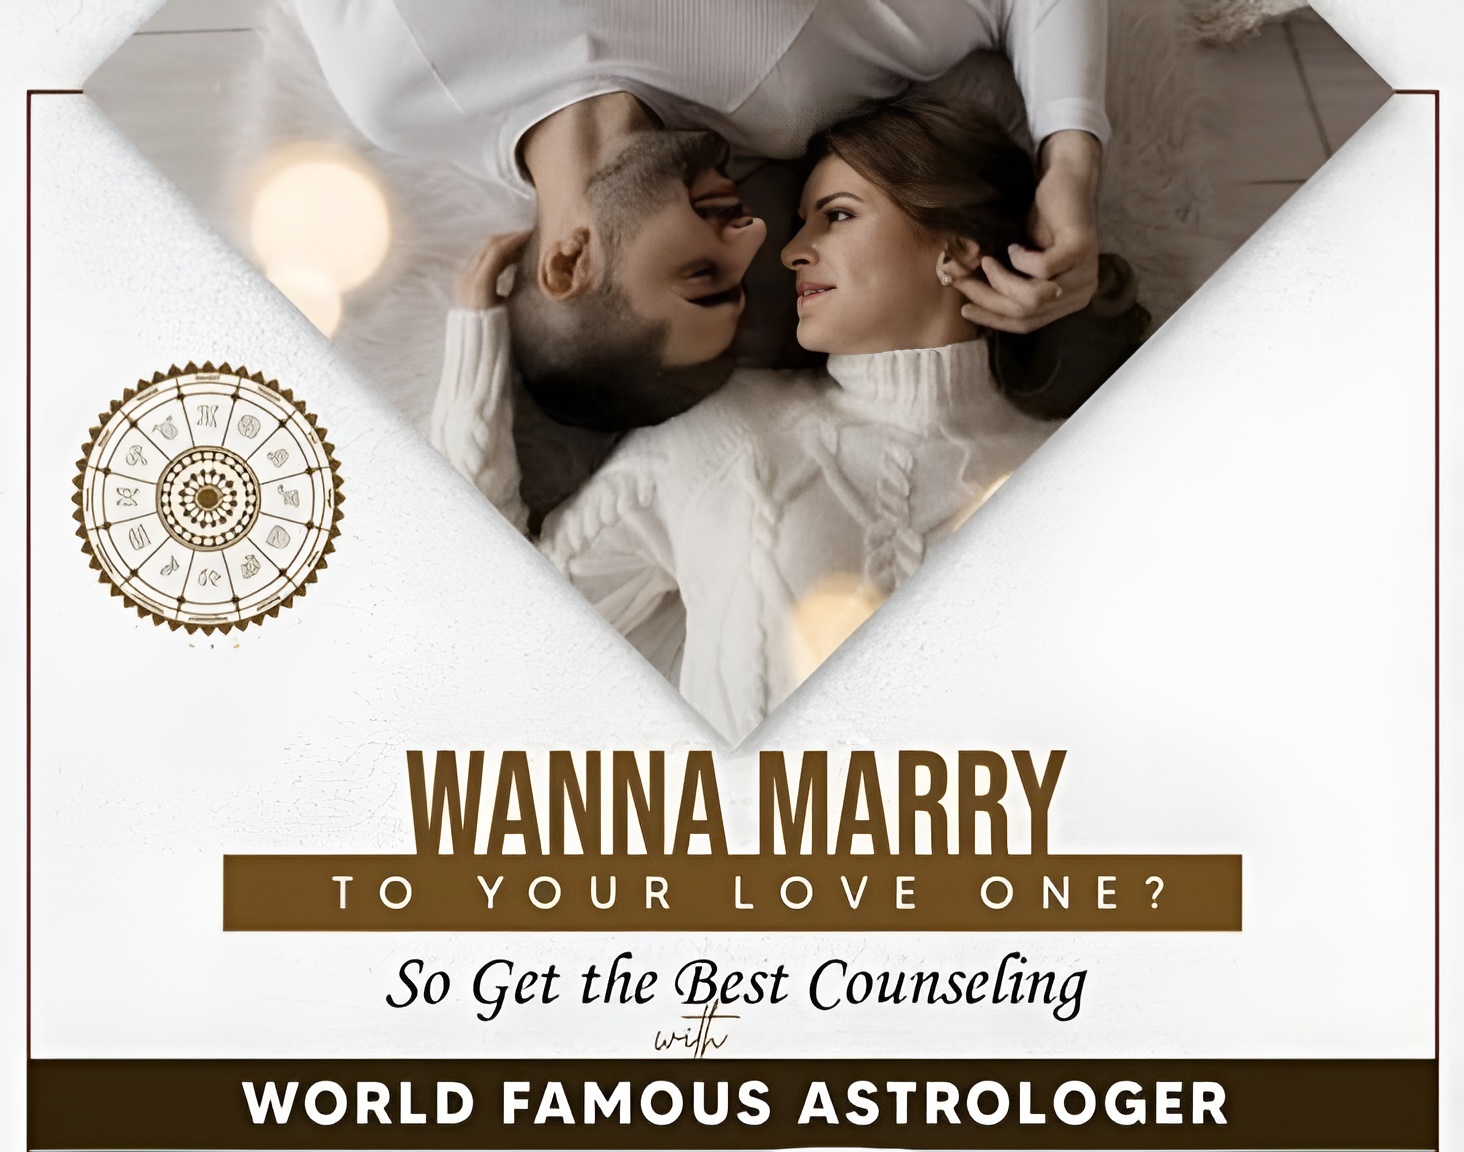 WANNA MARRY
TO YOUR LOVE ONE?
So Get the Best Counseling
with
WORLD FAMOUS ASTROLOGER